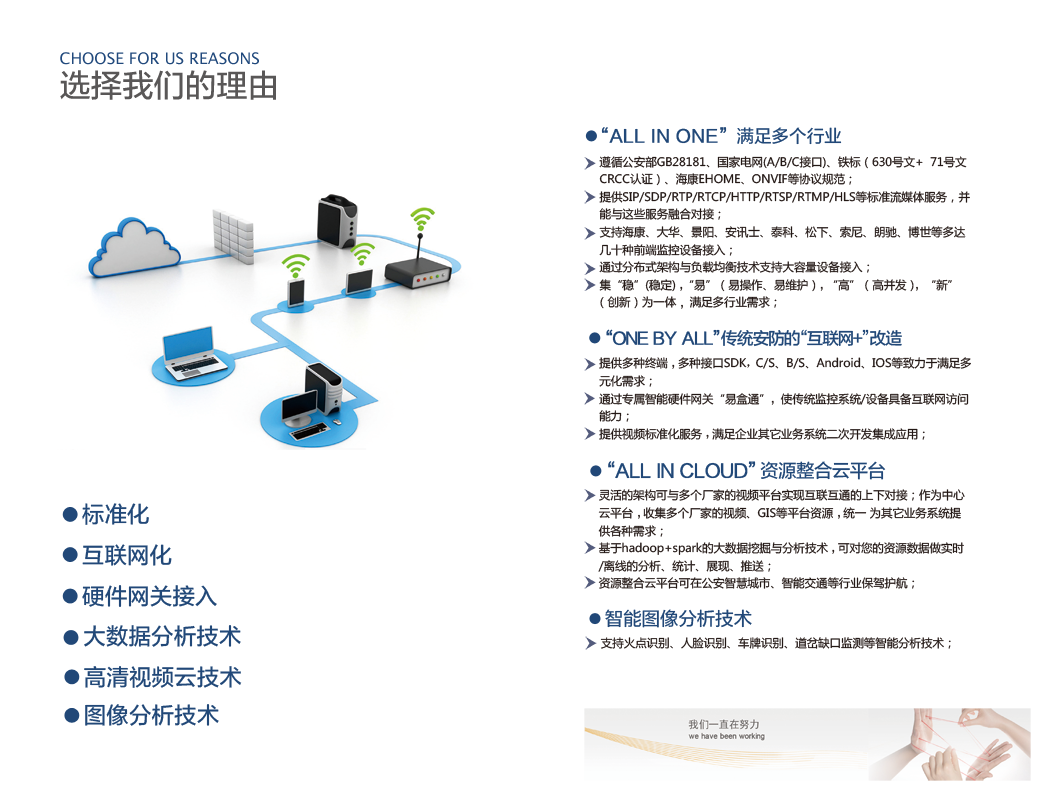 CHOOSE FOR US REASONS
选择我们的理由
●标准化
●互联网化
●硬件网关接入
●大数据分析技术
●高清视频云技术
●图像分析技术
●“ALL IN ONE” 满足多个行业
遵循公安部GB28181、国家电网(A/B/C接口)、铁标（630号文+ 71号文
CRCC认证）、海康EHOME、ONVIF等协议规范；
提供SIP/SDP/RTP/RTCP/HTTP/RTSP/RTMP/HLS等标准流媒体服务，并
能与这些服务融合对接；
支持海康、大华、景阳、安讯士、泰科、松下、索尼、朗驰、博世等多达
几十种前端监控设备接入；
通过分布式架构与负载均衡技术支持大容量设备接入；
集“稳”(稳定)，“易”（易操作、易维护），“高”（高并发），“新”
（创新）为一体，满足多行业需求；
●“ONE BY ALL”传统安防的“互联网+”改造
提供多种终端，多种接口SDK，C/S、B/S、Android、IOS等致力于满足多
元化需求；
通过专属智能硬件网关“易盒通”，使传统监控系统/设备具备互联网访问
能力；
提供视频标准化服务，满足企业其它业务系统二次开发集成应用；
●“ALL IN CLOUD”资源整合云平台
灵活的架构可与多个厂家的视频平台实现互联互通的上下对接；作为中心
云平台，收集多个厂家的视频、GIS等平台资源，统一 为其它业务系统提
供各种需求；
基于hadoop+spark的大数据挖掘与分析技术，可对您的资源数据做实时
/离线的分析、统计、展现、推送；
资源整合云平台可在公安智慧城市、智能交通等行业保驾护航；
●智能图像分析技术
支持火点识别、人脸识别、车牌识别、道岔缺口监测等智能分析技术；
我们一直在努力
we have been working